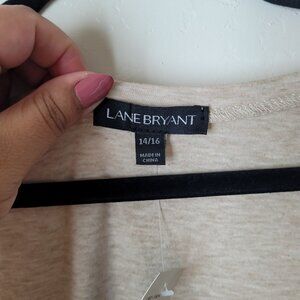 LANE BRYANT
14/16
MADE IN
CHINA